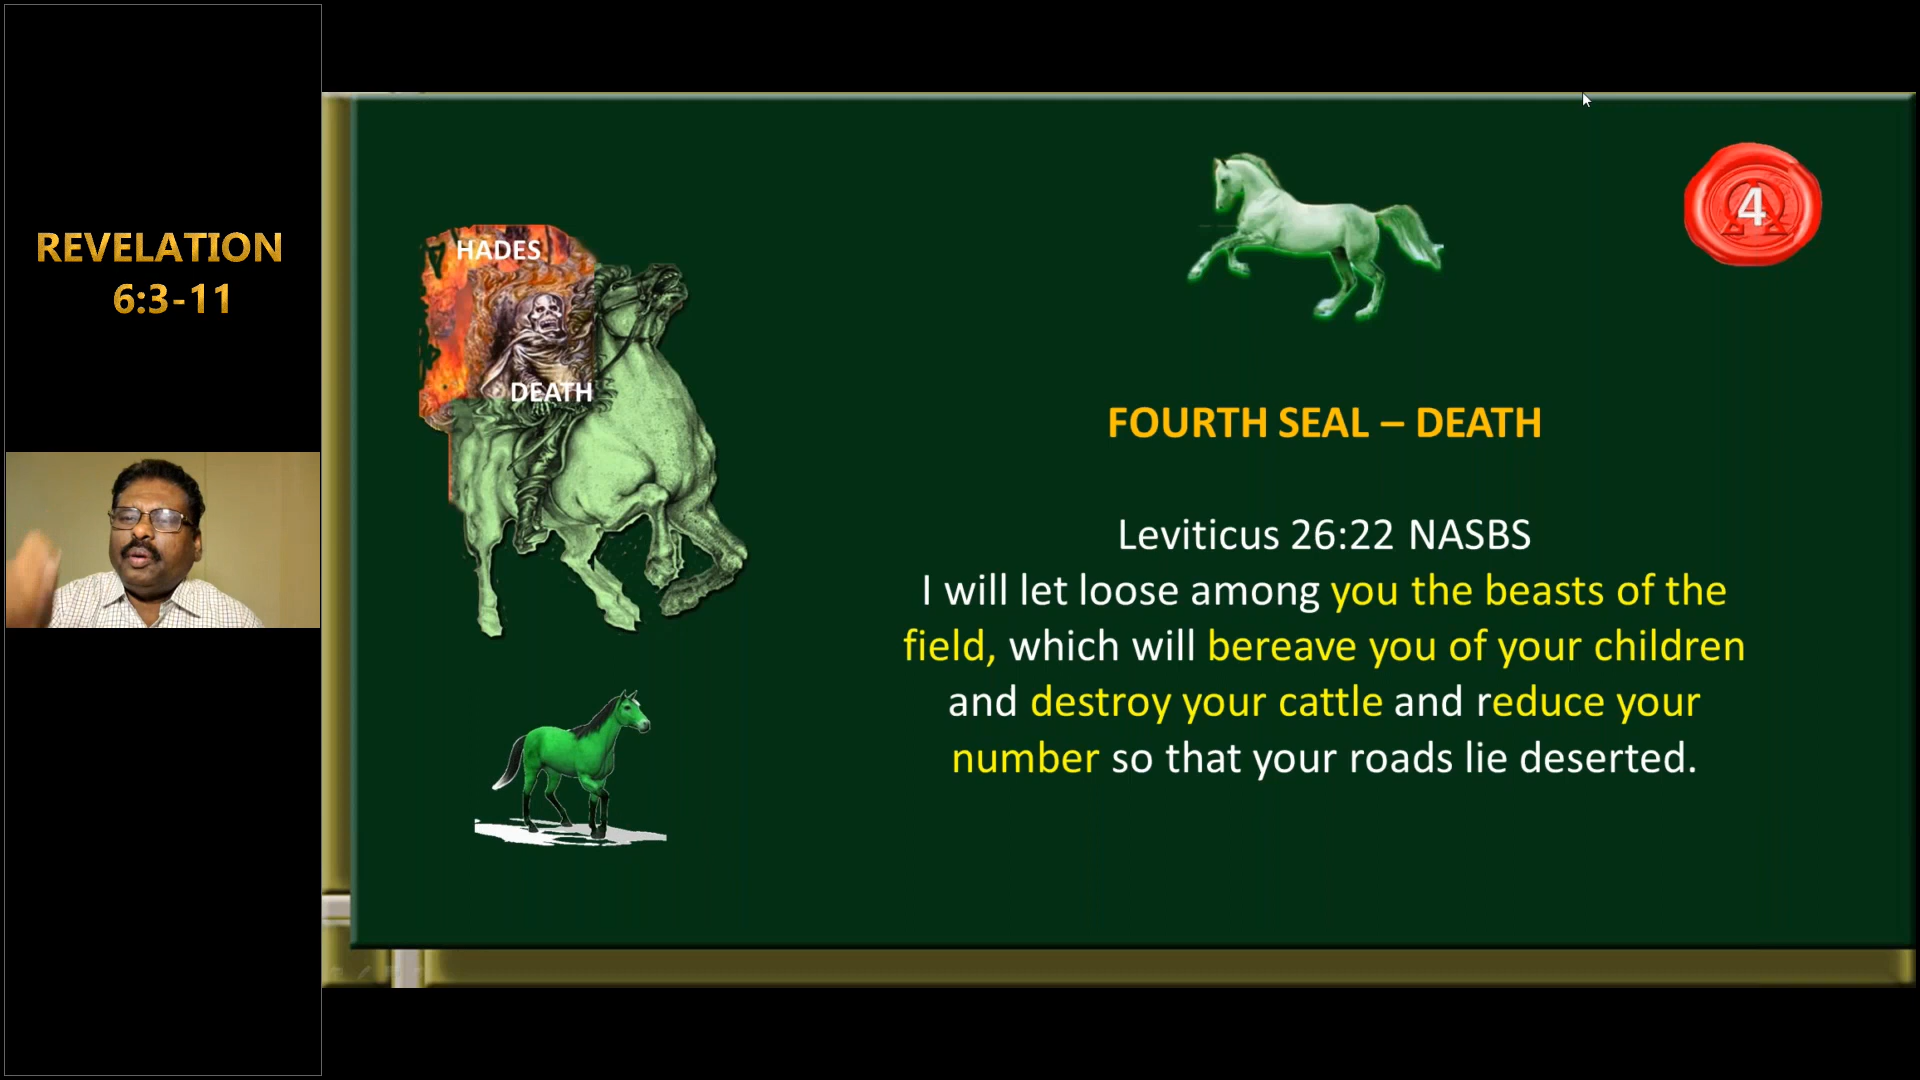 REVELATION
6:3-11
HADES
DEATH
4
FOURTH SEAL – DEATH
Leviticus 26:22 NASBS
I will let loose among you the beasts of the
field, which will bereave you of your children
and destroy your cattle and reduce your
number so that your roads lie deserted.